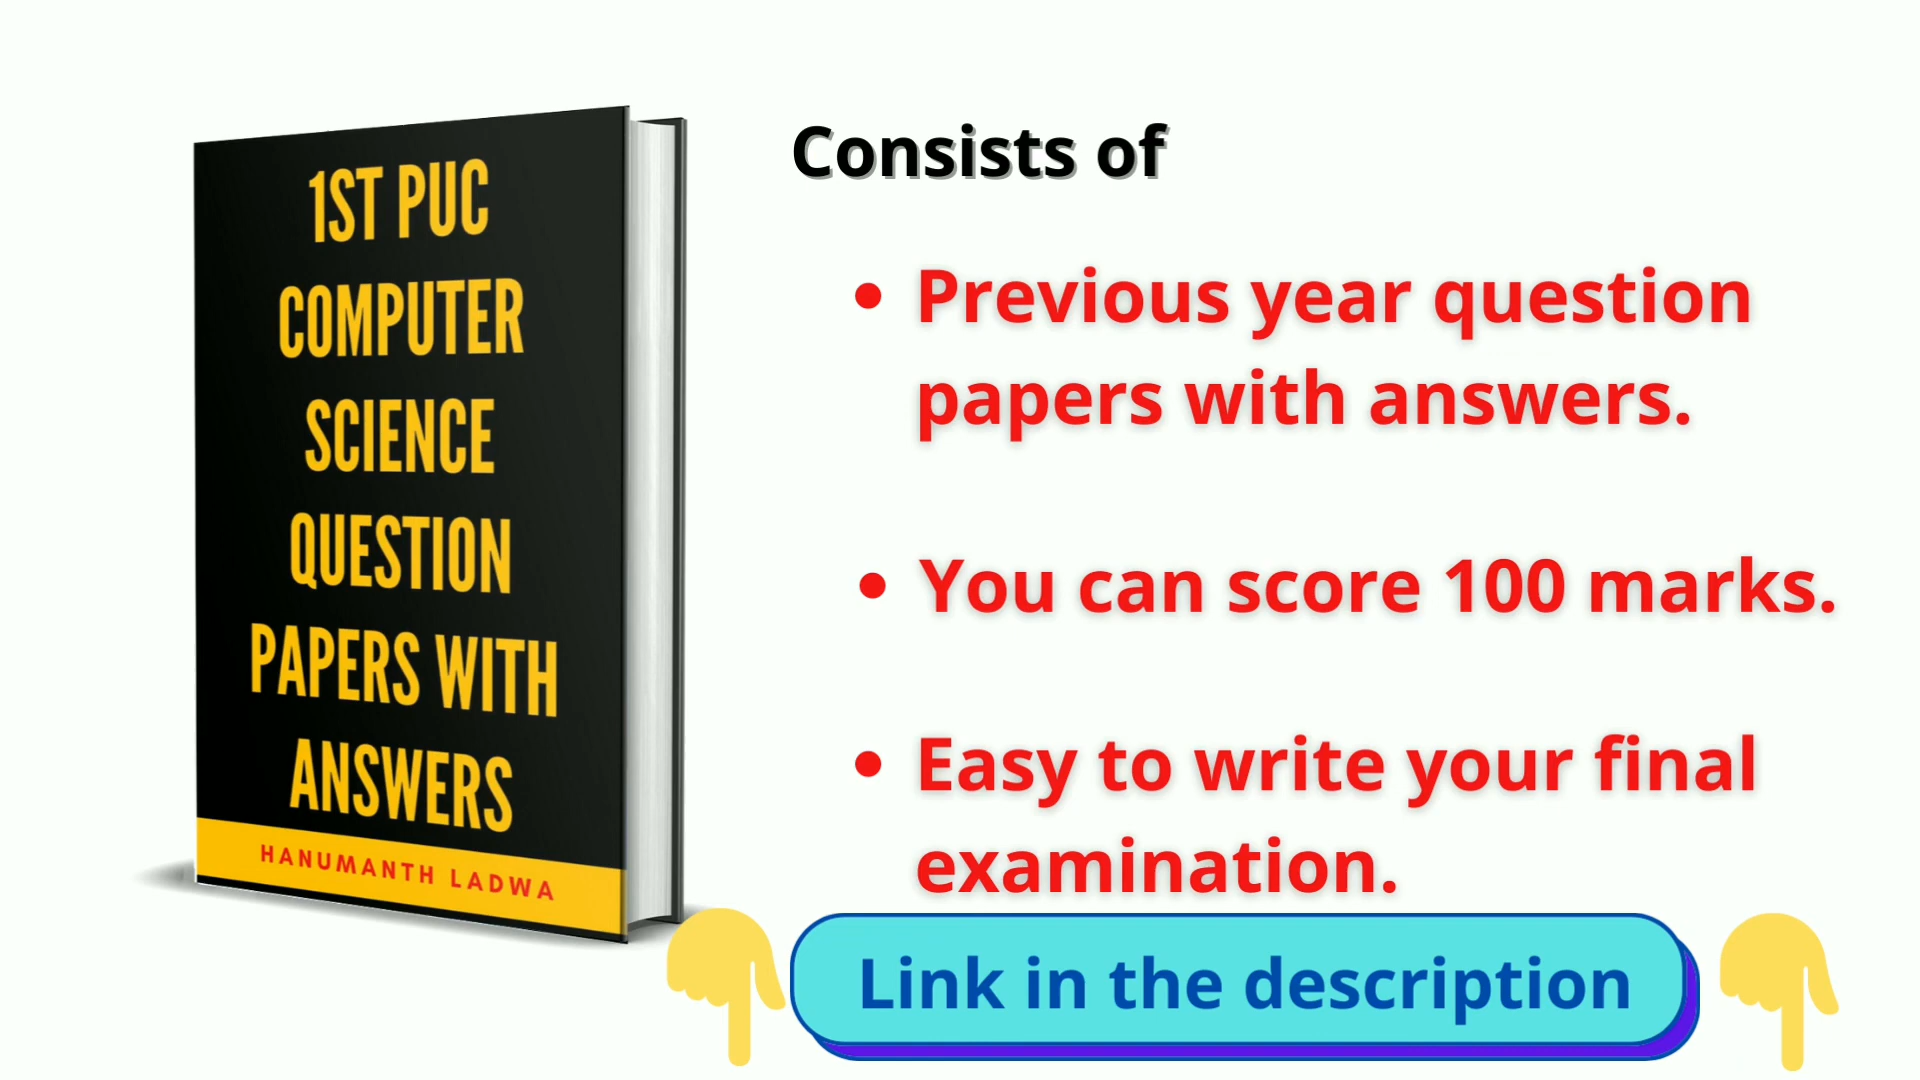 1ST PUC
COMPUTER
SCIENCE
QUESTION
PAPERS WITH
ANSWERS
HANUMANTH LADWA
Consists of
• Previous year question
papers with answers.
• You can score 100 marks.
• Easy to write your final
examination.
Link in the description